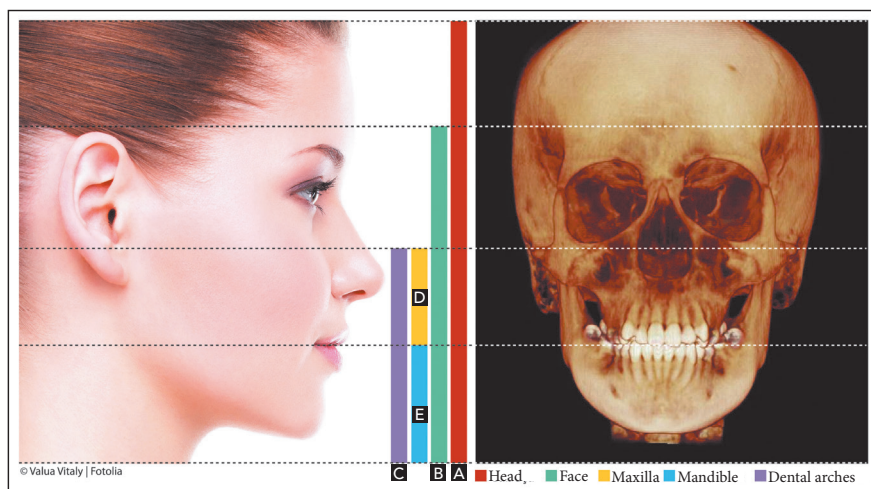 D
E
© Valua Vitaly | Fotolia
C B A
Head, Face Maxilla Mandible Dental arches